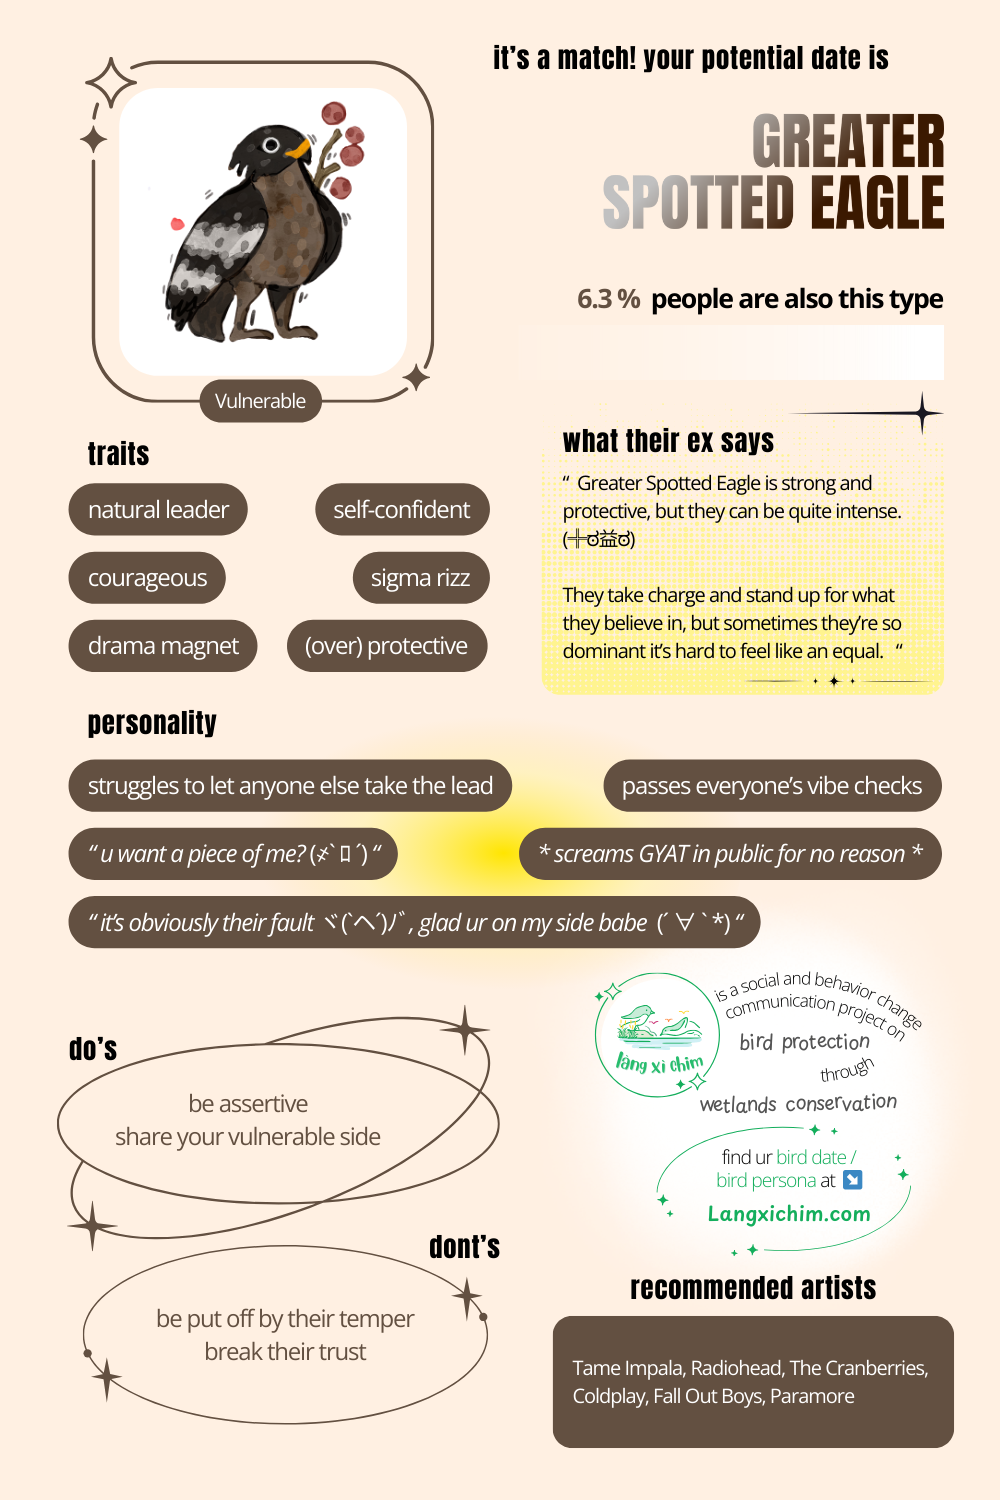 it's a match! your potential date is
GREATER
SPOTTED EAGLE
6.3 % people are also this type
Vulnerable
traits
natural leader
self-confident
courageous
sigma rizz
drama magnet
(over) protective
what their ex says
“ Greater Spotted Eagle is strong and
protective, but they can be quite intense.
(╬ಠ益ಠ)
They take charge and stand up for what
they believe in, but sometimes they’re so
dominant it’s hard to feel like an equal. “
personality
struggles to let anyone else take the lead
passes everyone’s vibe checks
“ u want a piece of me? (҂` ロ ´) “
* screams GYAT in public for no reason *
“ it’s obviously their fault ヾ(`ヘ´)ﾉﾞ , glad ur on my side babe (´ ∀ ` *) “
do’s
be assertive
share your vulnerable side
dont’s
be put off by their temper
break their trust
làng xì chim
is a social and behavior change
communication project on
bird protection
through
wetlands conservation
find ur bird date /
bird persona at ↘
Langxichim.com
recommended artists
Tame Impala, Radiohead, The Cranberries,
Coldplay, Fall Out Boys, Paramore